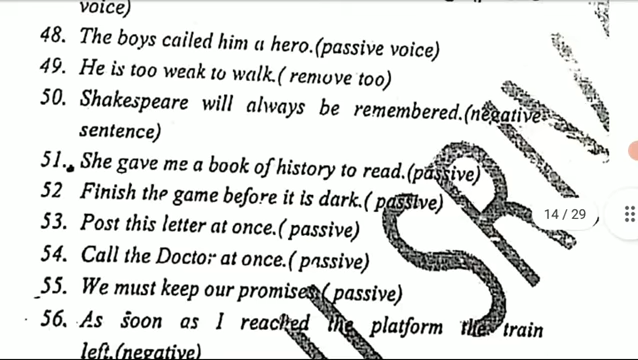 voice)
48. The boys called him a hero.(passive voice)
49. He is too weak to walk.( remove too)
50. Shakespeare will always be remembered.(negative
sentence)
51. She gave me a book of history to read.(passive)
52 Finish the game before it is dark.( passive)
53. Post this letter at once.( passive)
54. Call the Doctor at once.( passive)
55. We must keep our promises ( passive)
14 / 29
56. As soon as I reached the platform the train
left.(negative)
SRIV